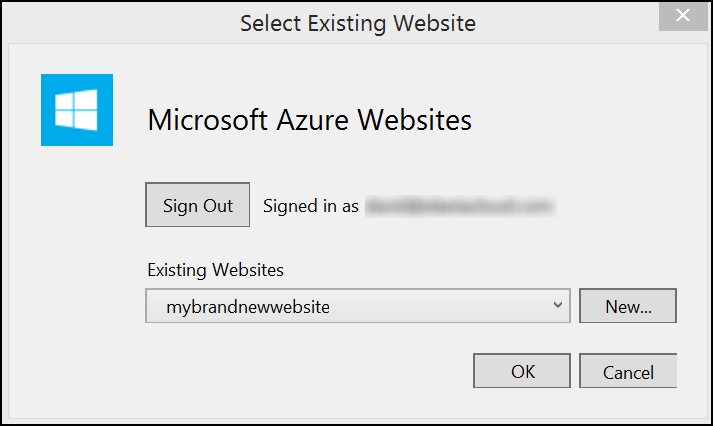 Select Existing Website
Microsoft Azure Websites
Sign Out Signed in as
Existing Websites
mybrandnewwebsite New...
OK Cancel